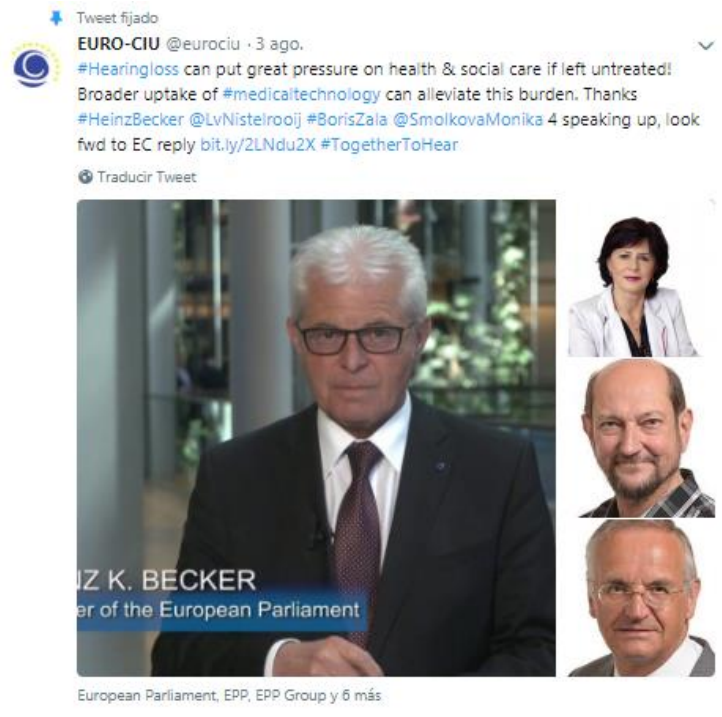 Tweet fijado
EURO-CIU @eurociu · 3 ago.
#Hearingloss can put great pressure on health & social care if left untreated!
Broader uptake of #medicaltechnology can alleviate this burden. Thanks
#HeinzBecker @LvNistelrooij #BorisZala @SmolkovaMonika 4 speaking up, look
fwd to EC reply bit.ly/2LNdu2X #TogetherToHear
Traducir Tweet
NZ K. BECKER
er of the European Parliament
European Parliament, EPP, EPP Group y 6 más